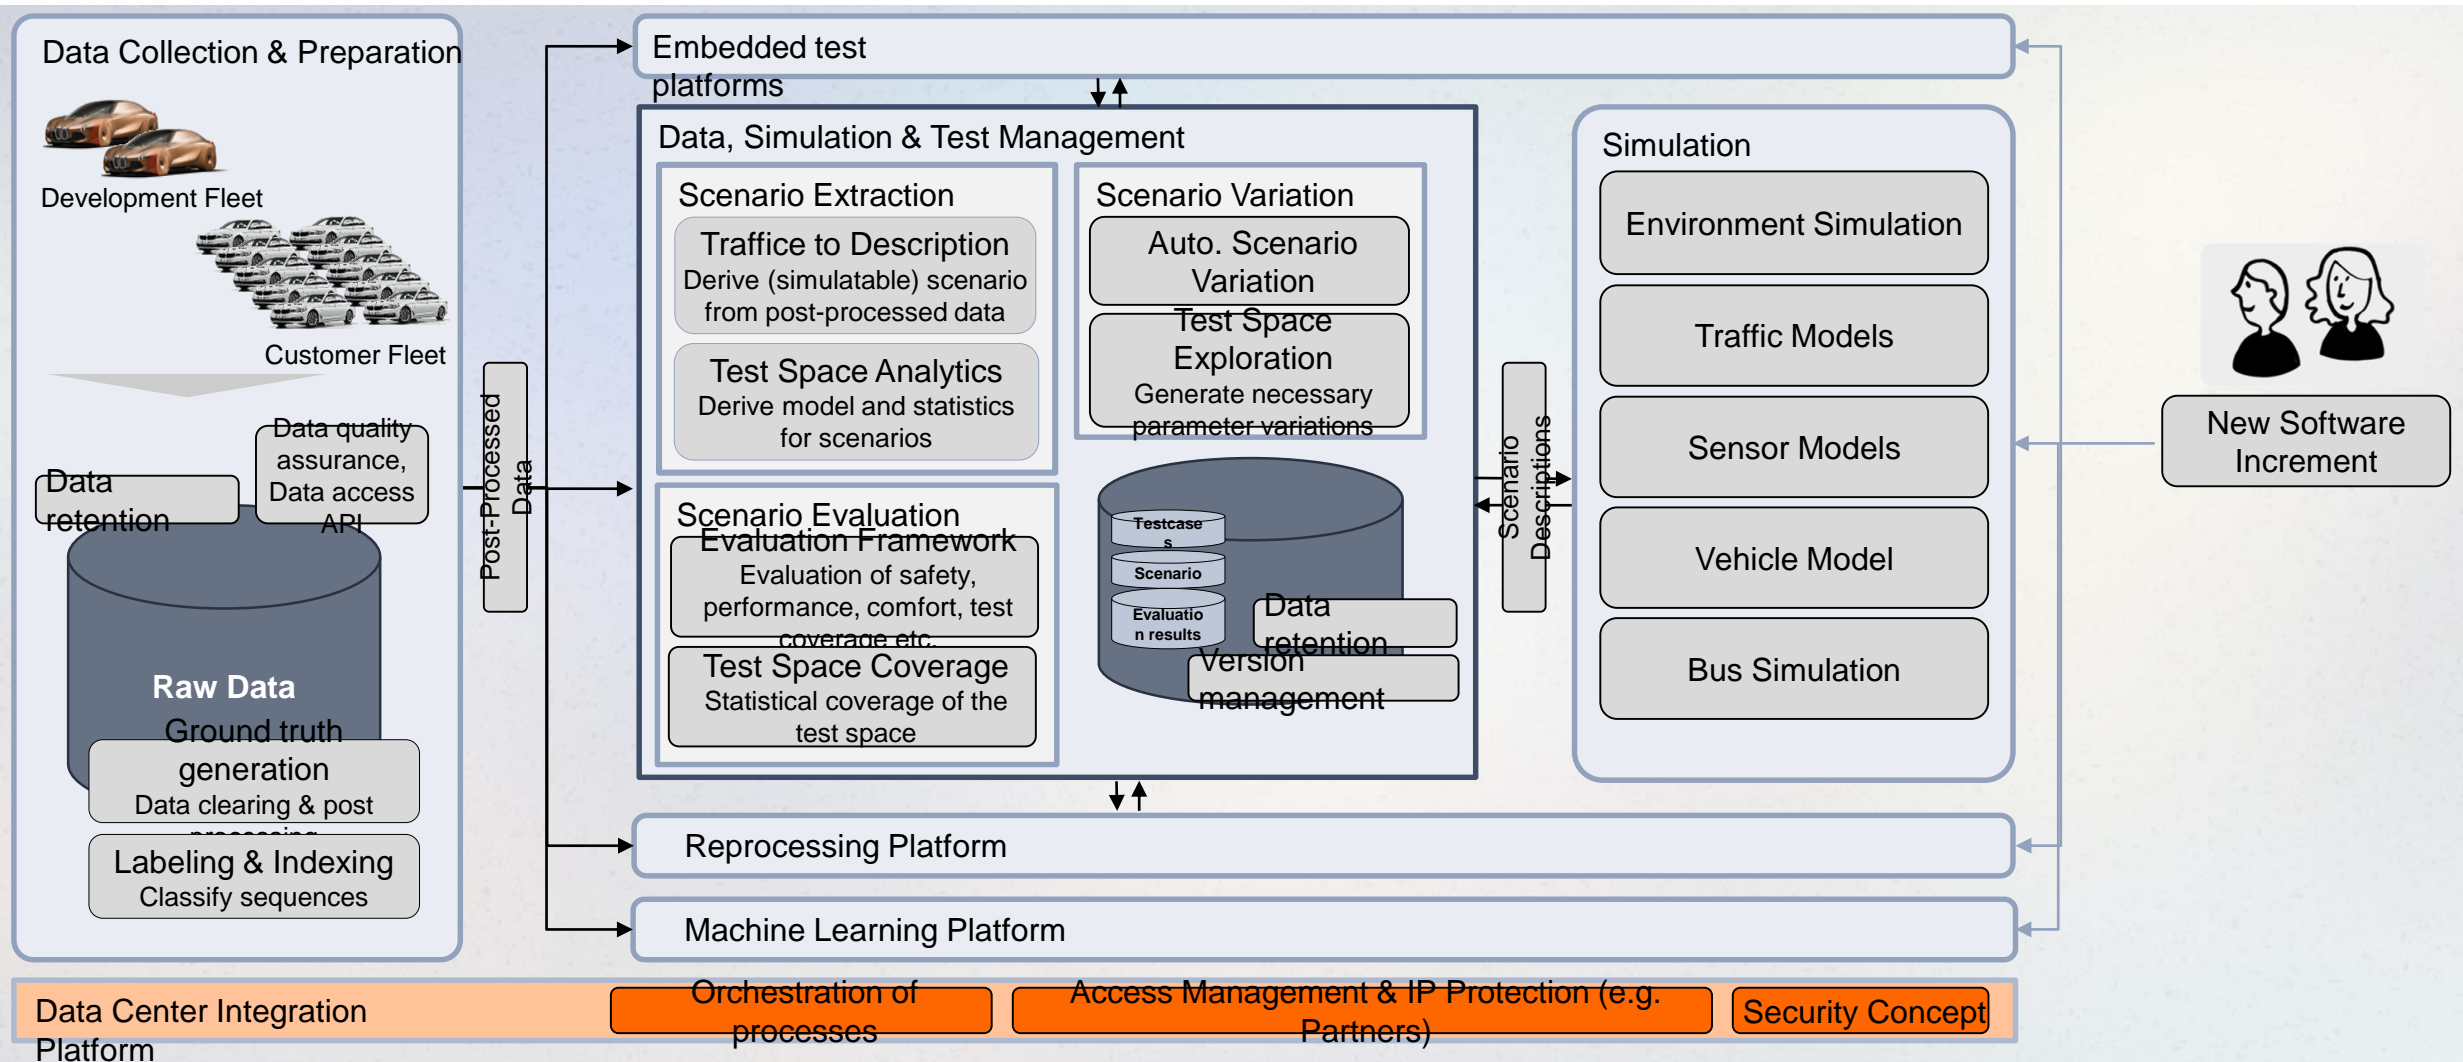 Data Collection & Preparation
Development Fleet
Customer Fleet
Data quality
assurance,
Data access
API
Data
retention
Raw Data
Ground truth
generation
Data clearing & post
processing
Labeling & Indexing
Classify sequences
Post-Processed
Data
Embedded test
platforms
Data, Simulation & Test Management
Scenario Extraction
Traffice to Description
Derive (simulatable) scenario
from post-processed data
Test Space Analytics
Derive model and statistics
for scenarios
Scenario Variation
Auto. Scenario
Variation
Test Space
Exploration
Generate necessary
parameter variations
Scenario Evaluation
Evaluation Framework
Evaluation of safety,
performance, comfort, test
coverage etc.
Test Space Coverage
Statistical coverage of the
test space
Testcase
s
Scenario
Evaluatio
n results
Data
retention
Version
management
Scenario
Descriptions
Simulation
Environment Simulation
Traffic Models
Sensor Models
Vehicle Model
Bus Simulation
New Software
Increment
Reprocessing Platform
Machine Learning Platform
Data Center Integration
Platform
Orchestration of
processes
Access Management & IP Protection (e.g.
Partners)
Security Concept